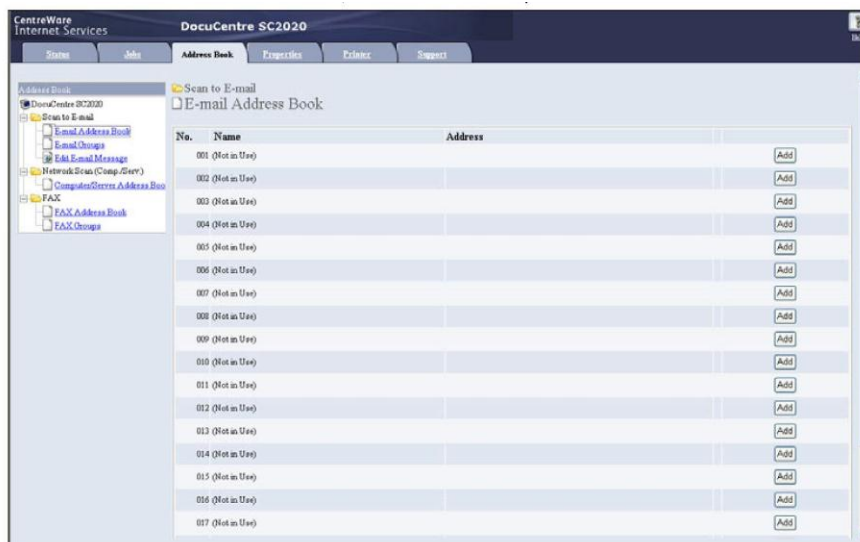 CentreWare
Internet Services
DocuCentre SC2020
Status
Jobs
Address Book
Properties
Printer
Support
Address Book
DocuCentre SC2020
Scan to E-mail
E-mail Address Book
E-mail Groups
Edit E-mail Message
Network Scan (Comp./Serv.)
Computer/Server Address Boo
FAX
FAX Address Book
FAX Groups
Scan to E-mail
E-mail Address Book
No. Name Address
001 (Not in Use) Add
002 (Not in Use) Add
003 (Not in Use) Add
004 (Not in Use) Add
005 (Not in Use) Add
006 (Not in Use) Add
007 (Not in Use) Add
008 (Not in Use) Add
009 (Not in Use) Add
010 (Not in Use) Add
011 (Not in Use) Add
012 (Not in Use) Add
013 (Not in Use) Add
014 (Not in Use) Add
015 (Not in Use) Add
016 (Not in Use) Add
017 (Not in Use) Add